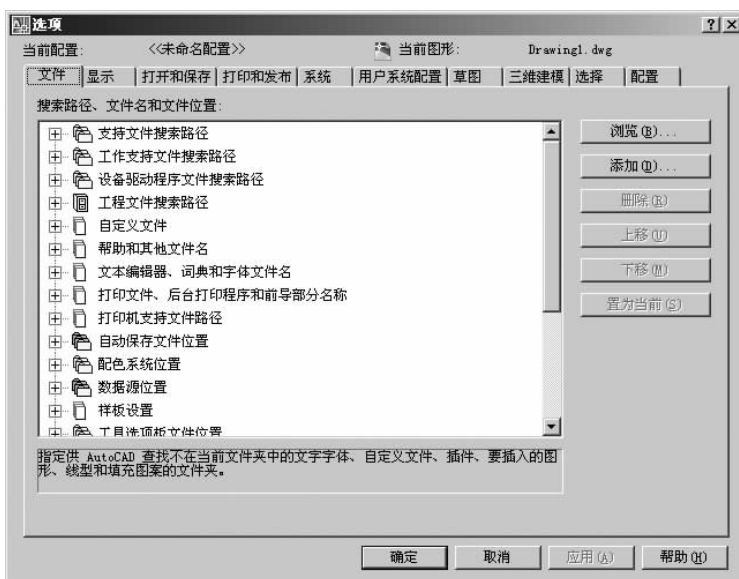 选项
当前配置: <<未命名配置>> 当前图形: Drawing1.dwg
文件 显示 打开和保存 打印和发布 系统 用户系统配置 草图 三维建模 选择 配置
搜索路径、文件名和文件位置:
支持文件搜索路径
工作支持文件搜索路径
设备驱动程序文件搜索路径
工程文件搜索路径
自定义文件
帮助和其他文件名
文本编辑器、词典和字体文件名
打印文件、后台打印程序和前导部分名称
打印机支持文件路径
自动保存文件位置
配色系统位置
数据源位置
样板设置
工具选项板文件位置
浏览(B)...
添加(D)...
删除(R)
上移(U)
下移(M)
置为当前(S)
指定供 AutoCAD 查找不在当前文件夹中的文字字体、自定义文件、插件、要插入的图
形、线型和填充图案的文件夹。
确定 取消 应用(A) 帮助(H)